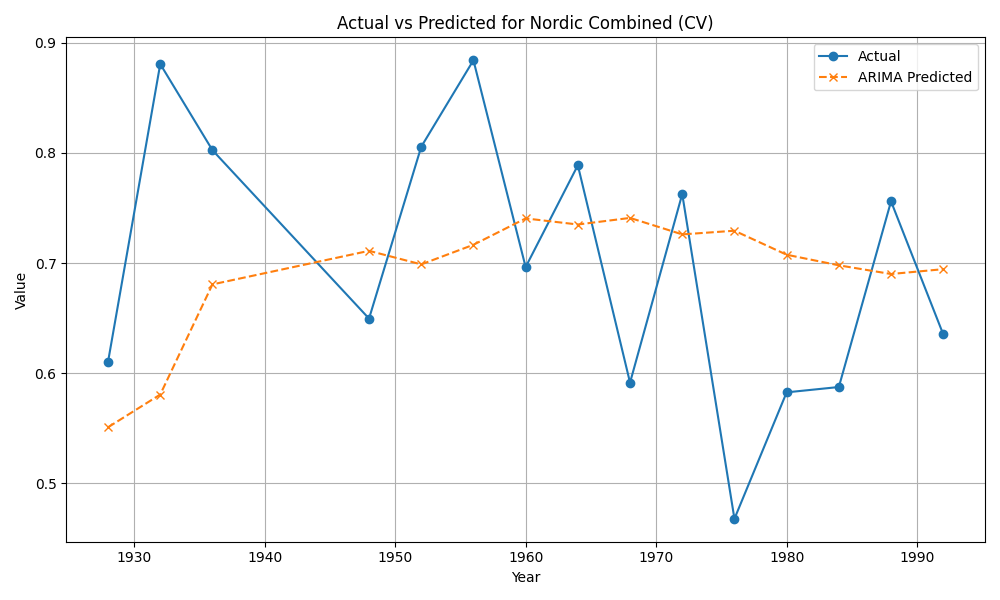 Actual vs Predicted for Nordic Combined (CV)
Actual
ARIMA Predicted
Value
0.9
0.8
0.7
0.6
0.5
1930 1940 1950 1960 1970 1980 1990
Year